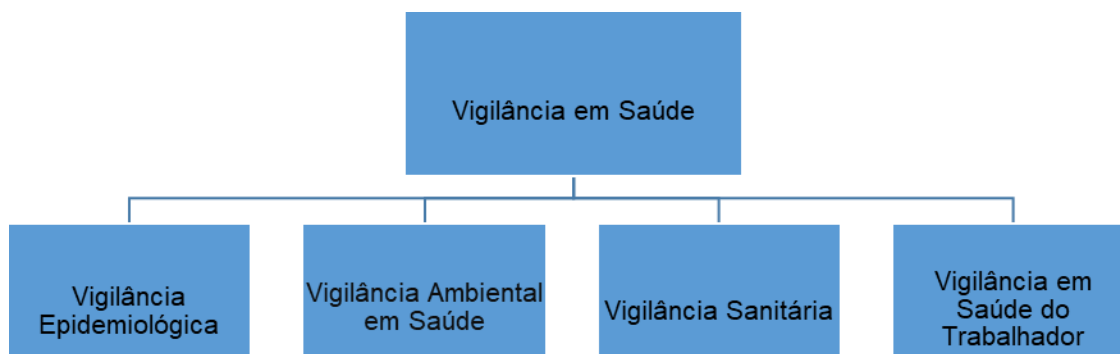 Vigilância em Saúde
Vigilância
Epidemiológica
Vigilância Ambiental
em Saúde
Vigilância Sanitária
Vigilância em
Saúde do
Trabalhador